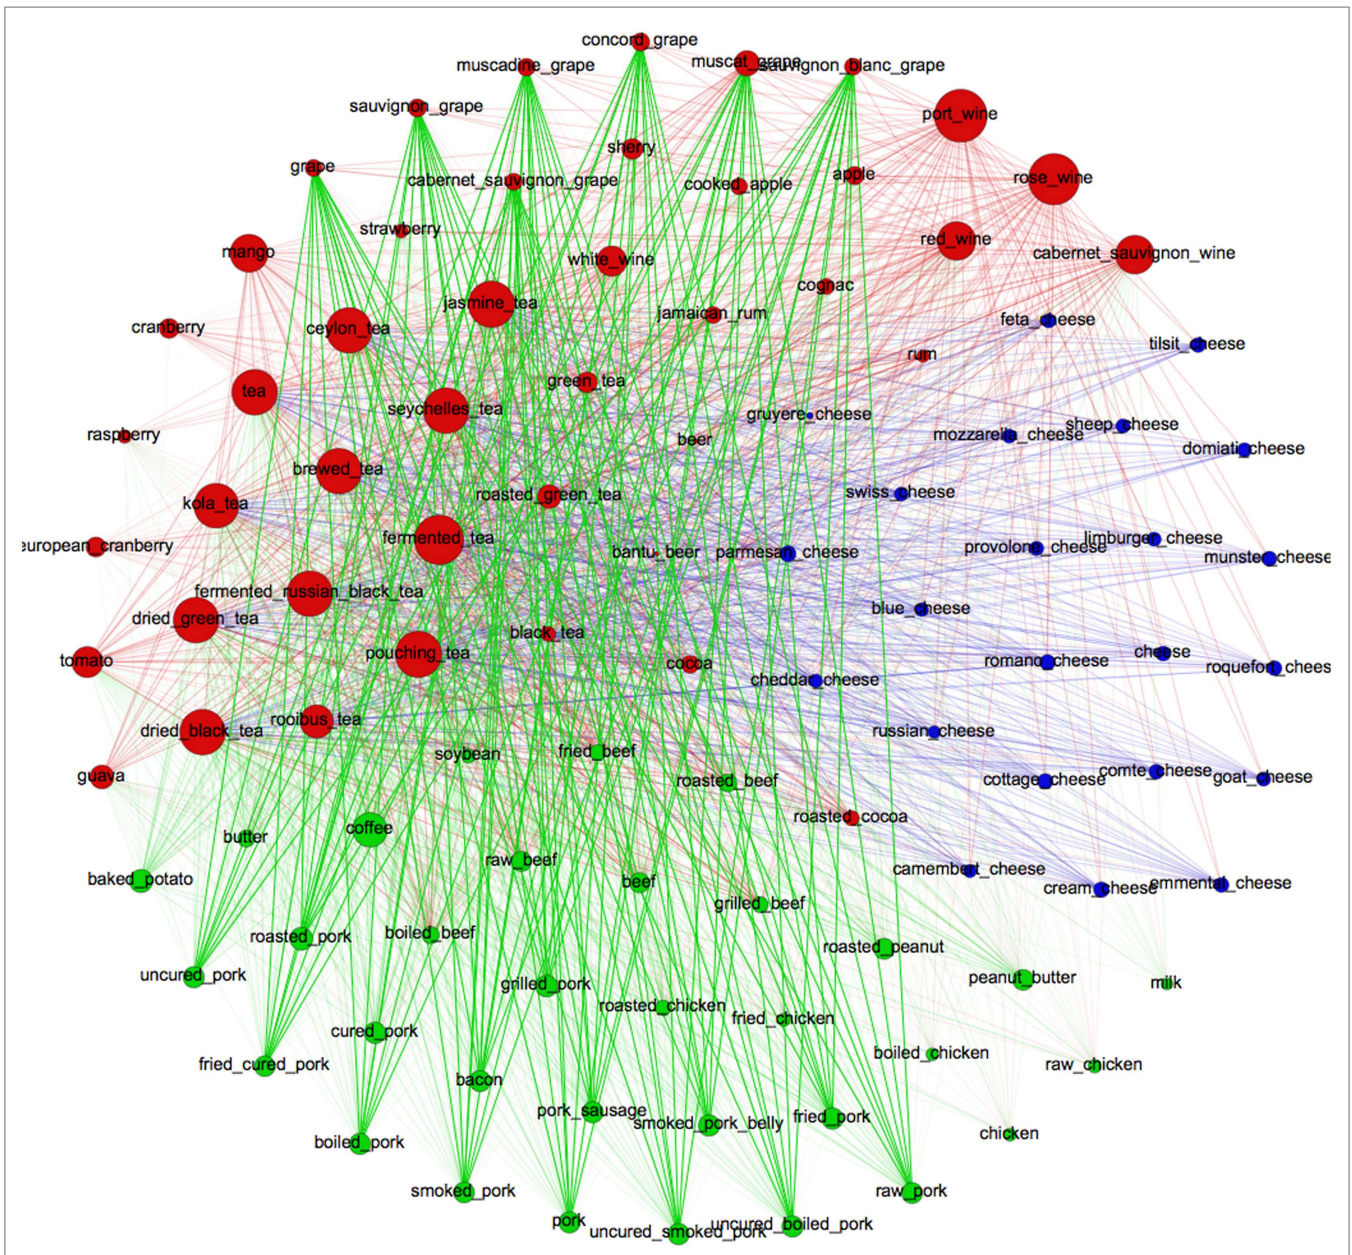 concord_grape
muscadine_grape
muscat_grape
sauvignon_blanc_grape
sauvignon_grape
port_wine
sherry
grape
cabernet_sauvignon_grape
cooked_apple
apple
rose_wine
strawberry
mango
white_wine
red_wine
cabernet_sauvignon_wine
cognac
jasmine_tea
jamaican_rum
cranberry
ceylon_tea
feta_cheese
tilsit_cheese
rum
green_tea
tea
seychelles_tea
gruyere_cheese
raspberry
beer
mozzarella_cheese
sheep_cheese
domiati_cheese
brewed_tea
kola_tea
roasted_green_tea
swiss_cheese
fermented_tea
european_cranberry
bantu_beer
parmesan_cheese
provolone_cheese
limburger_cheese
munster_cheese
fermented_russian_black_tea
dried_green_tea
blue_cheese
black_tea
tomato
pouching_tea
cocoa
romano_cheese
cheese
roquefort_chees
cheddar_cheese
dried_black_tea
rooibus_tea
russian_cheese
soybean
fried_beef
guava
roasted_beef
cottage_cheese
comte_cheese
goat_cheese
roasted_cocoa
butter
coffee
raw_beef
baked_potato
beef
camembert_cheese
cream_cheese
emmental_cheese
grilled_beef
roasted_pork
boiled_beef
roasted_peanut
uncured_pork
grilled_pork
peanut_butter
milk
roasted_chicken
fried_chicken
cured_pork
boiled_chicken
fried_cured_pork
raw_chicken
bacon
pork_sausage
smoked_pork_belly
fried_pork
boiled_pork
chicken
smoked_pork
raw_pork
pork
uncured_smoked_pork
uncured_boiled_pork